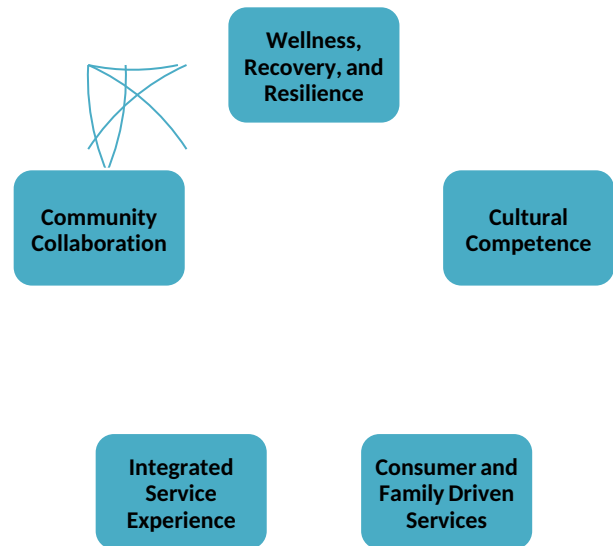 Wellness,
Recovery, and
Resilience
Community
Collaboration
Cultural
Competence
Integrated
Service
Experience
Consumer and
Family Driven
Services